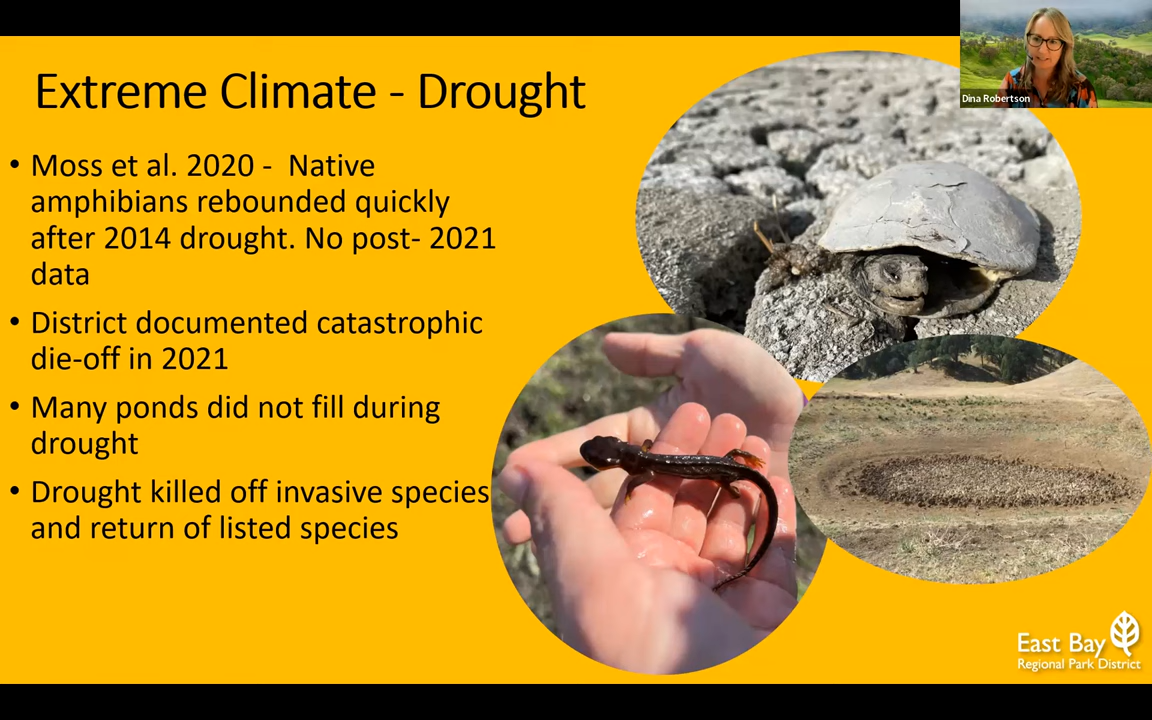 Extreme Climate - Drought
Dina Robertson
• Moss et al. 2020 - Native
amphibians rebounded quickly
after 2014 drought. No post- 2021
data
• District documented catastrophic
die-off in 2021
• Many ponds did not fill during
drought
• Drought killed off invasive species
and return of listed species
East Bay
Regional Park District